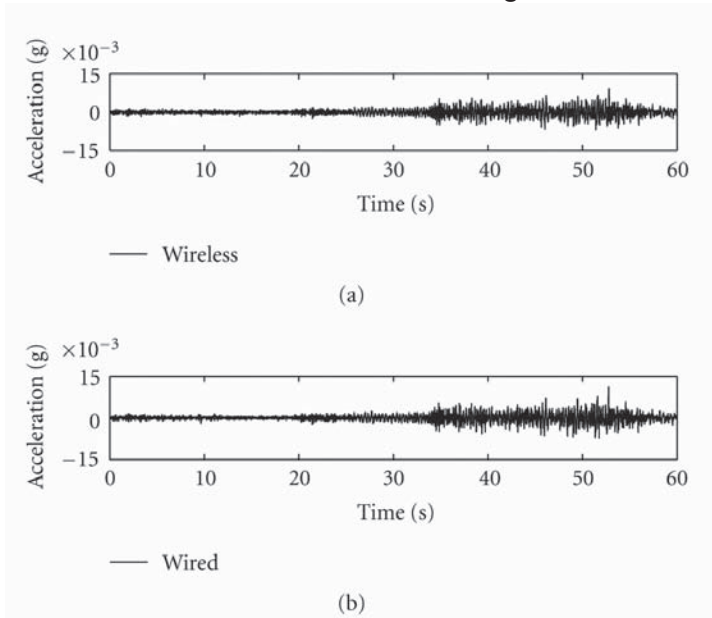 ×10⁻³
Acceleration (g)
15
0
−15
0 10 20 30 40 50 60
Time (s)
Wireless
(a)
×10⁻³
Acceleration (g)
15
0
−15
0 10 20 30 40 50 60
Time (s)
Wired
(b)